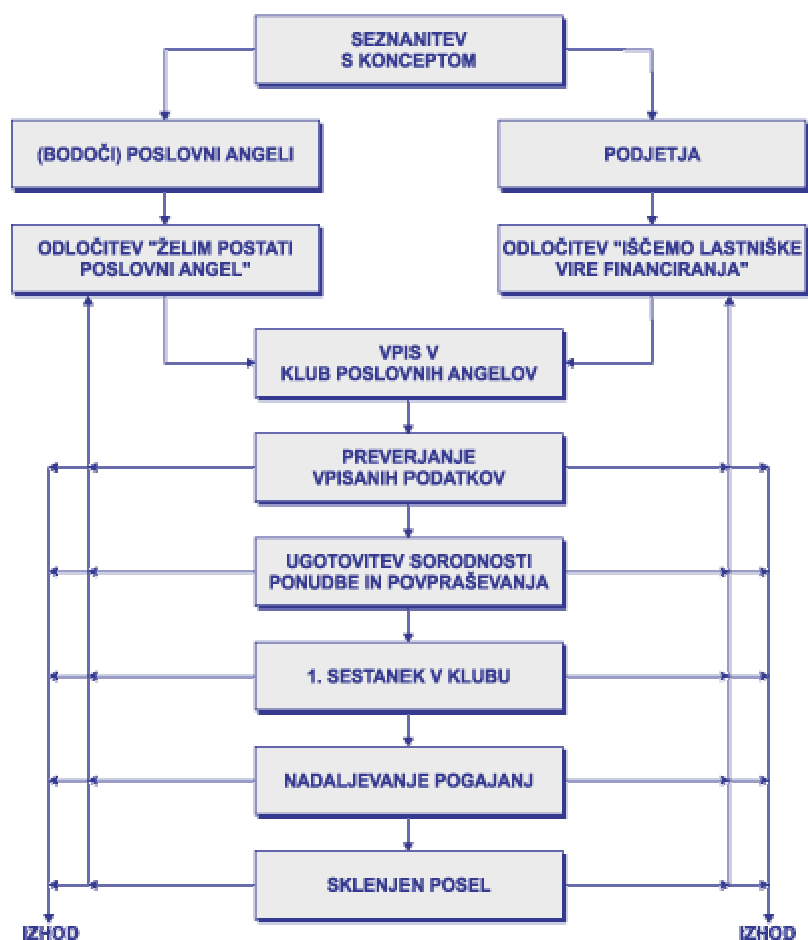 SEZNANITEV
S KONCEPTOM
(BODOČI) POSLOVNI ANGELI
PODJETJA
ODLOČITEV "ŽELIM POSTATI
POSLOVNI ANGEL"
ODLOČITEV "IŠČEMO LASTNIŠKE
VIRE FINANCIRANJA"
VPIS V
KLUB POSLOVNIH ANGELOV
PREVERJANJE
VPISANIH PODATKOV
UGOTOVITEV SORODNOSTI
PONUDBE IN POVPRAŠEVANJA
1. SESTANEK V KLUBU
NADALJEVANJE POGAJANJ
SKLENJEN POSEL
IZHOD
IZHOD